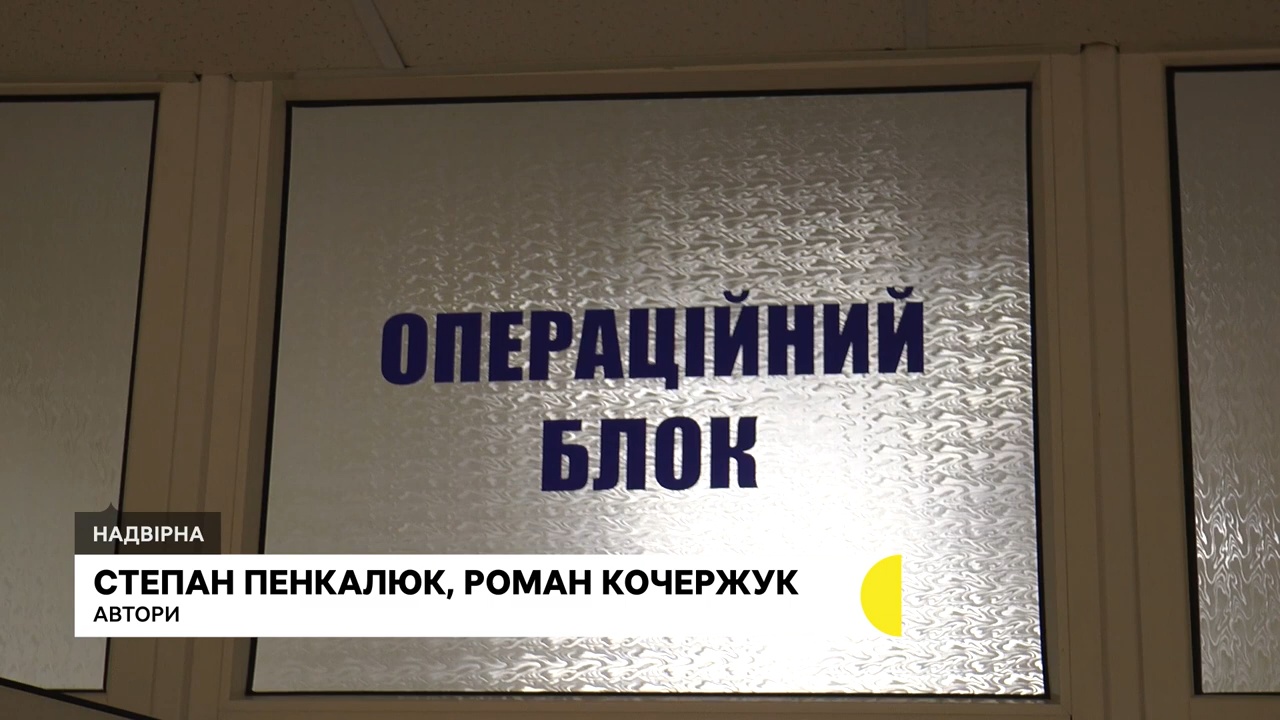 ОПЕРАЦІЙНИЙ
БЛОК
НАДВІРНА
СТЕПАН ПЕНКАЛЮК, РОМАН КОЧЕРЖУК
АВТОРИ